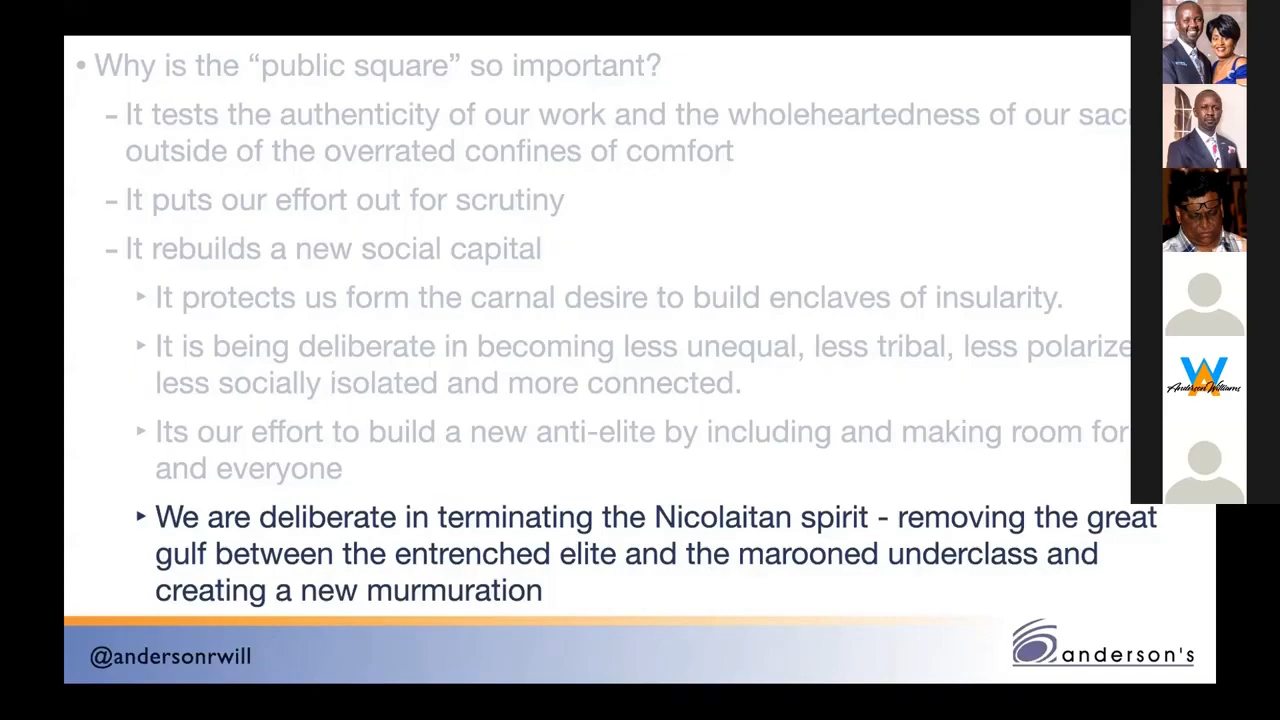 • Why is the “public square” so important?
– It tests the authenticity of our work and the wholeheartedness of our
outside of the overrated confines of comfort
– It puts our effort out for scrutiny
– It rebuilds a new social capital
‣ It protects us form the carnal desire to build enclaves of insularity.
‣ It is being deliberate in becoming less unequal, less tribal, less polarize
less socially isolated and more connected.
‣ Its our effort to build a new anti-elite by including and making room for
and everyone
‣ We are deliberate in terminating the Nicolaitan spirit - removing the great
gulf between the entrenched elite and the marooned underclass and
creating a new murmuration
@andersonrwill
anderson's
WA
Anderson Williams